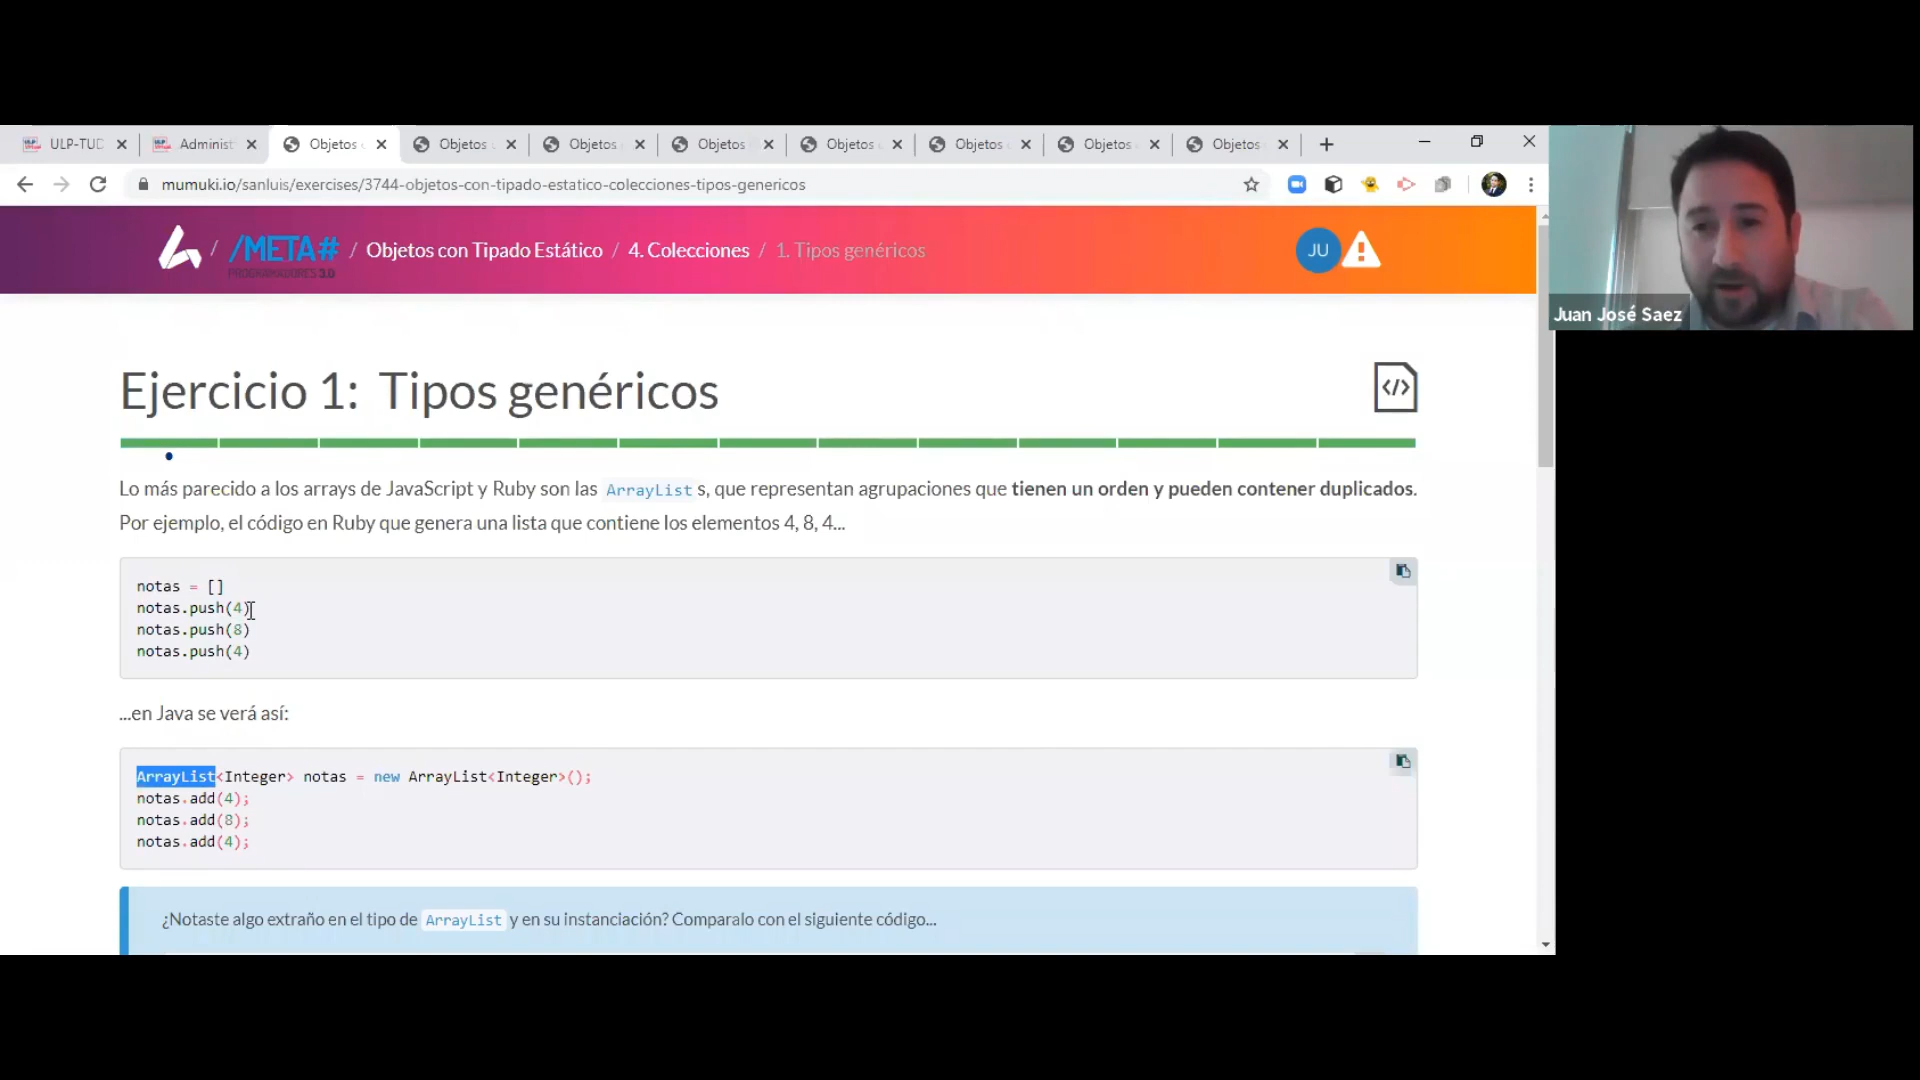 ULP-TUD
Administ
Objetos
Objetos
Objetos
Objetos
Objetos
Objetos
Objetos
Objetos
mumuki.io/sanluis/exercises/3744-objetos-con-tipado-estatico-colecciones-tipos-genericos
/ /META# / Objetos con Tipado Estático / 4. Colecciones / 1. Tipos genéricos
PROGRAMADORES 3.0
JU
Juan José Saez
Ejercicio 1: Tipos genéricos
</>
Lo más parecido a los arrays de JavaScript y Ruby son las ArrayList s, que representan agrupaciones que tienen un orden y pueden contener duplicados.
Por ejemplo, el código en Ruby que genera una lista que contiene los elementos 4, 8, 4...
notas = []
notas.push(4)
notas.push(8)
notas.push(4)
...en Java se verá así:
ArrayList<Integer> notas = new ArrayList<Integer>();
notas.add(4);
notas.add(8);
notas.add(4);
¿Notaste algo extraño en el tipo de ArrayList y en su instanciación? Comparalo con el siguiente código...